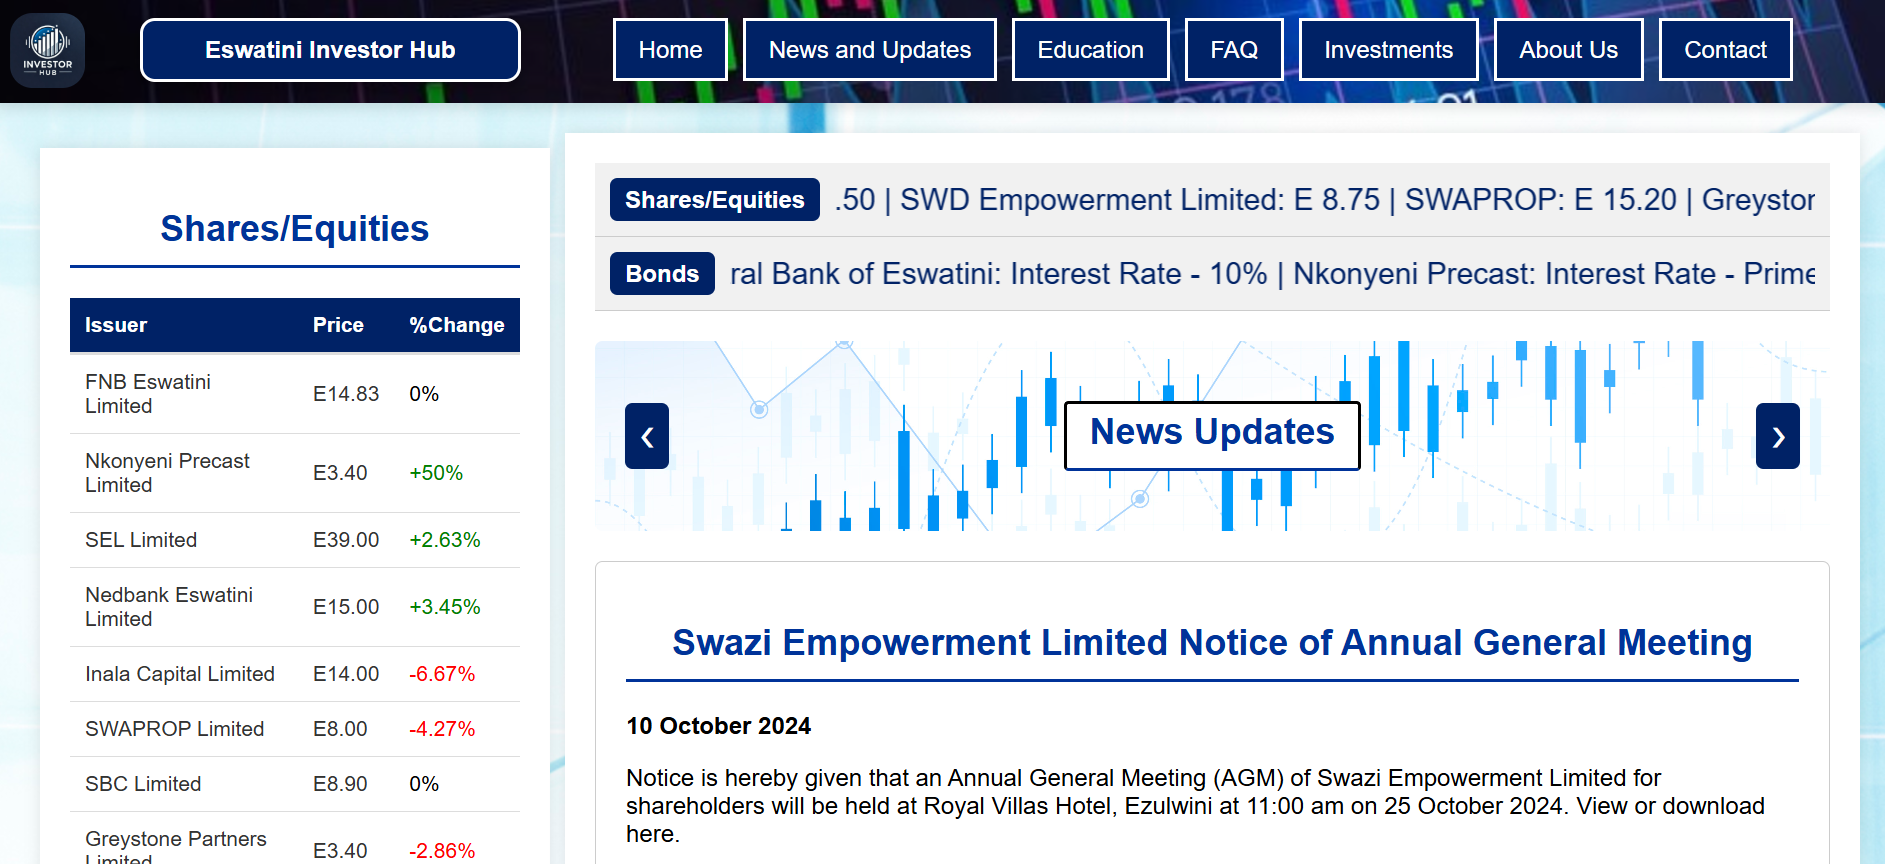 INVESTOR
HUB
Eswatini Investor Hub
Home
News and Updates
Education
FAQ
Investments
About Us
Contact
Shares/Equities
Issuer Price %Change
FNB Eswatini
Limited
E14.83 0%
Nkonyeni Precast
Limited
E3.40 +50%
SEL Limited E39.00 +2.63%
Nedbank Eswatini
Limited
E15.00 +3.45%
Inala Capital Limited E14.00 -6.67%
SWAPROP Limited E8.00 -4.27%
SBC Limited E8.90 0%
Greystone Partners
Limited
E3.40 -2.86%
Shares/Equities .50 | SWD Empowerment Limited: E 8.75 | SWAPROP: E 15.20 | Greyston
Bonds ral Bank of Eswatini: Interest Rate - 10% | Nkonyeni Precast: Interest Rate - Prime
‹
News Updates
›
Swazi Empowerment Limited Notice of Annual General Meeting
10 October 2024
Notice is hereby given that an Annual General Meeting (AGM) of Swazi Empowerment Limited for
shareholders will be held at Royal Villas Hotel, Ezulwini at 11:00 am on 25 October 2024. View or download
here.